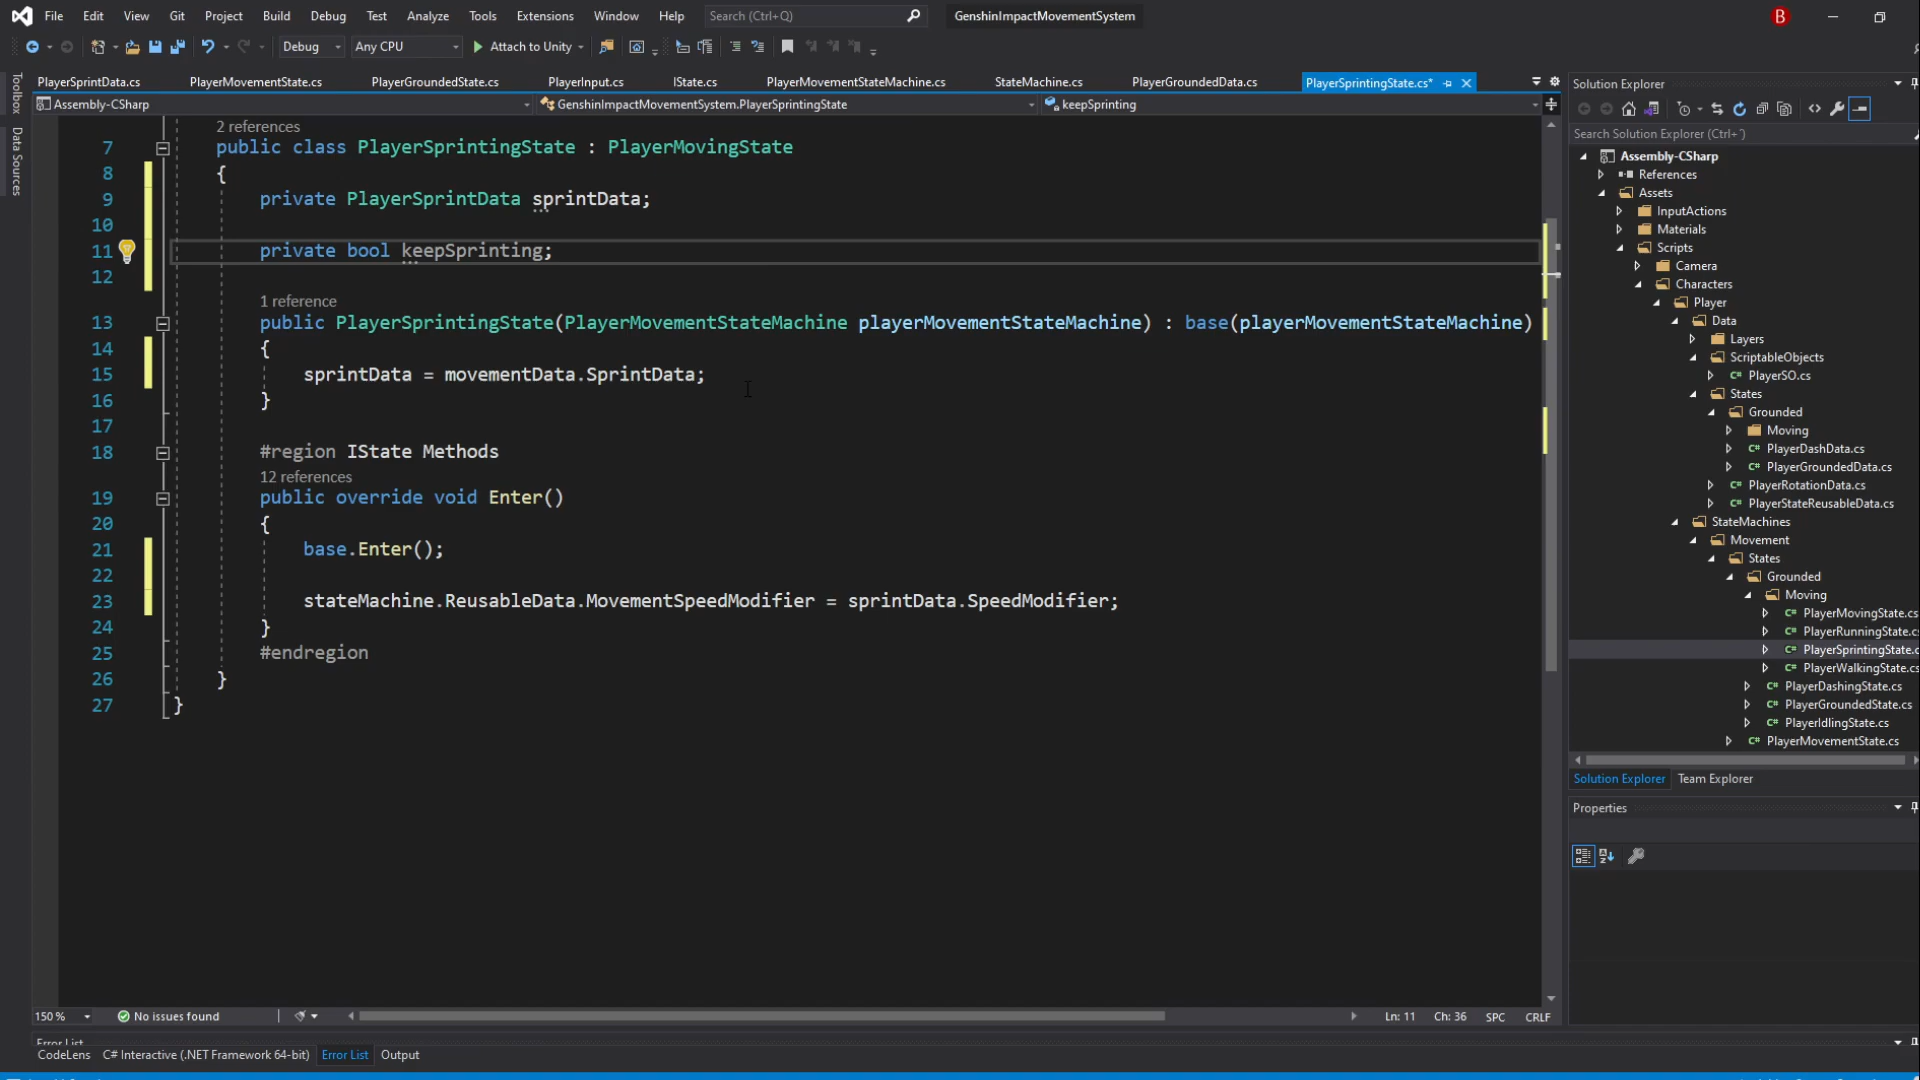 File Edit View Git Project Build Debug Test Analyze Tools Extensions Window Help Search (Ctrl+Q) GenshinImpactMovementSystem B
Debug Any CPU Attach to Unity
PlayerSprintData.cs PlayerMovementState.cs PlayerGroundedState.cs PlayerInput.cs IState.cs PlayerMovementStateMachine.cs StateMachine.cs PlayerGroundedData.cs PlayerSprintingState.cs*
Assembly-CSharp GenshinImpactMovementSystem.PlayerSprintingState keepSprinting
Toolbox
Data Sources
2 references
7 public class PlayerSprintingState : PlayerMovingState
8 {
9 private PlayerSprintData sprintData;
10
11 private bool keepSprinting;
12
1 reference
13 public PlayerSprintingState(PlayerMovementStateMachine playerMovementStateMachine) : base(playerMovementStateMachine)
14 {
15 sprintData = movementData.SprintData;
16 }
17
18 #region IState Methods
12 references
19 public override void Enter()
20 {
21 base.Enter();
22
23 stateMachine.ReusableData.MovementSpeedModifier = sprintData.SpeedModifier;
24 }
25 #endregion
26 }
27 }
150 % No issues found Ln: 11 Ch: 36 SPC CRLF
Error List
CodeLens C# Interactive (.NET Framework 64-bit) Error List Output
Solution Explorer
Search Solution Explorer (Ctrl+¨)
Assembly-CSharp
References
Assets
InputActions
Materials
Scripts
Camera
Characters
Player
Data
Layers
ScriptableObjects
C# PlayerSO.cs
States
Grounded
Moving
C# PlayerDashData.cs
C# PlayerGroundedData.cs
C# PlayerRotationData.cs
C# PlayerStateReusableData.cs
StateMachines
Movement
States
Grounded
Moving
C# PlayerMovingState.cs
C# PlayerRunningState.cs
C# PlayerSprintingState.c
C# PlayerWalkingState.cs
C# PlayerDashingState.cs
C# PlayerGroundedState.cs
C# PlayerIdlingState.cs
C# PlayerMovementState.cs
Solution Explorer Team Explorer
Properties